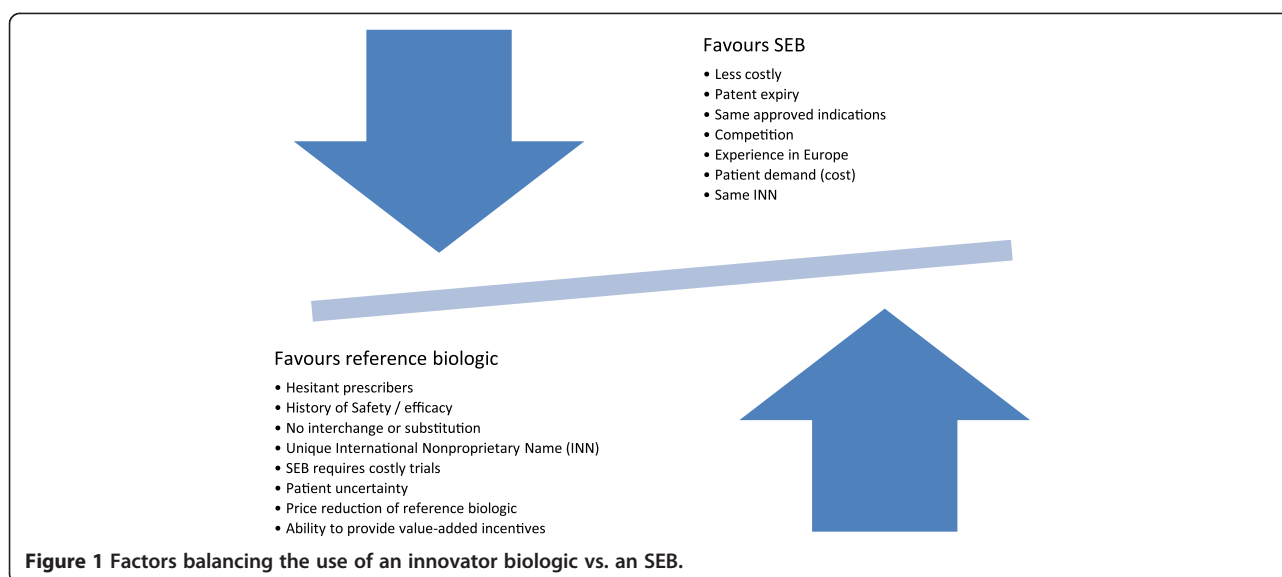 Favours SEB
• Less costly
• Patent expiry
• Same approved indications
• Competition
• Experience in Europe
• Patient demand (cost)
• Same INN
Favours reference biologic
• Hesitant prescribers
• History of Safety / efficacy
• No interchange or substitution
• Unique International Nonproprietary Name (INN)
• SEB requires costly trials
• Patient uncertainty
• Price reduction of reference biologic
• Ability to provide value-added incentives
Figure 1 Factors balancing the use of an innovator biologic vs. an SEB.